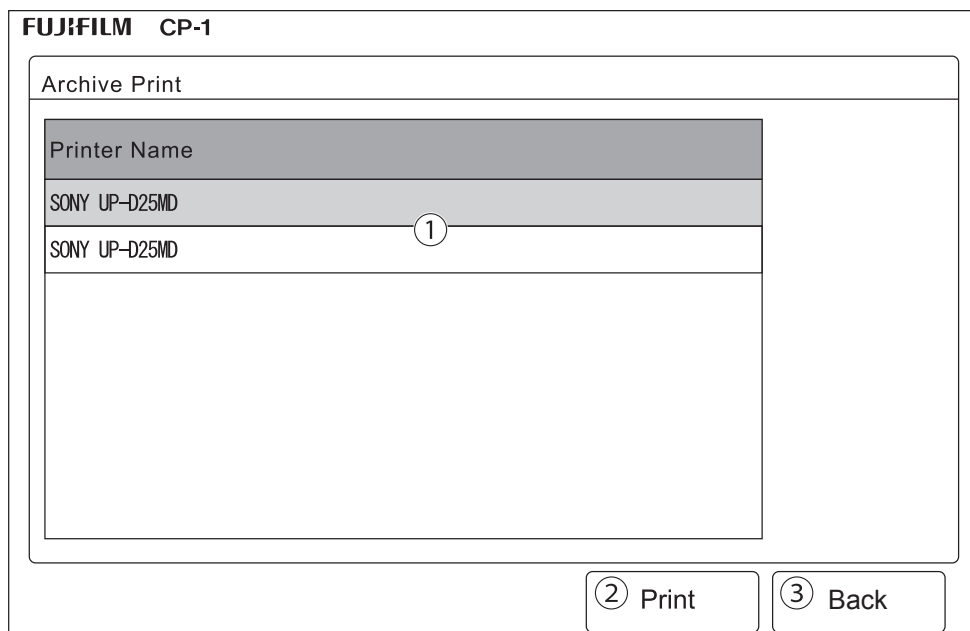 FUJIFILM CP-1
Archive Print
Printer Name
SONY UP-D25MD
①
SONY UP-D25MD
② Print ③ Back